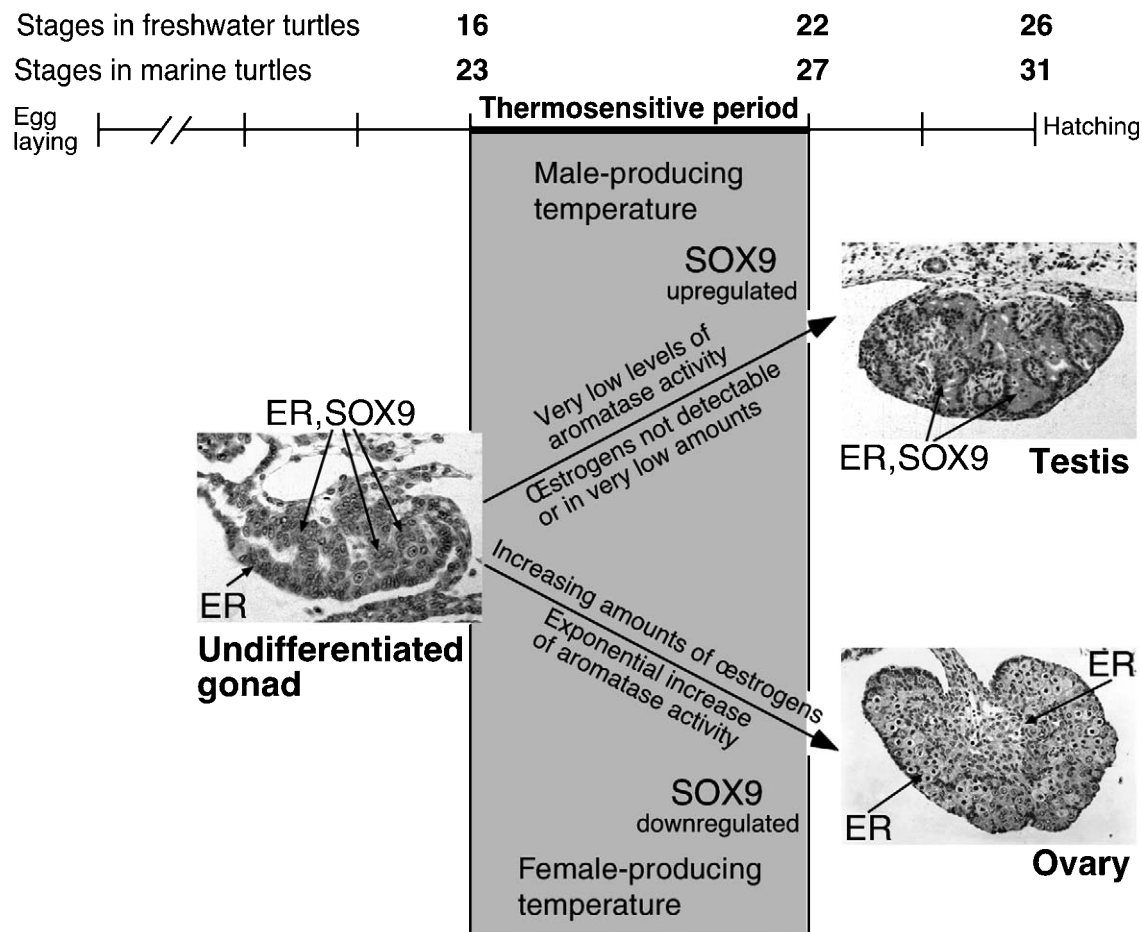 Stages in freshwater turtles 16 22 26
Stages in marine turtles 23 27 31
Egg
laying
Thermosensitive period
Hatching
Male-producing
temperature
SOX9
upregulated
Very low levels of
aromatase activity
Œstrogens not detectable
or in very low amounts
ER,SOX9
Testis
ER,SOX9
ER
Undifferentiated
gonad
Increasing amounts of œstrogens
Exponential increase
of aromatase activity
SOX9
downregulated
Female-producing
temperature
ER
ER
Ovary